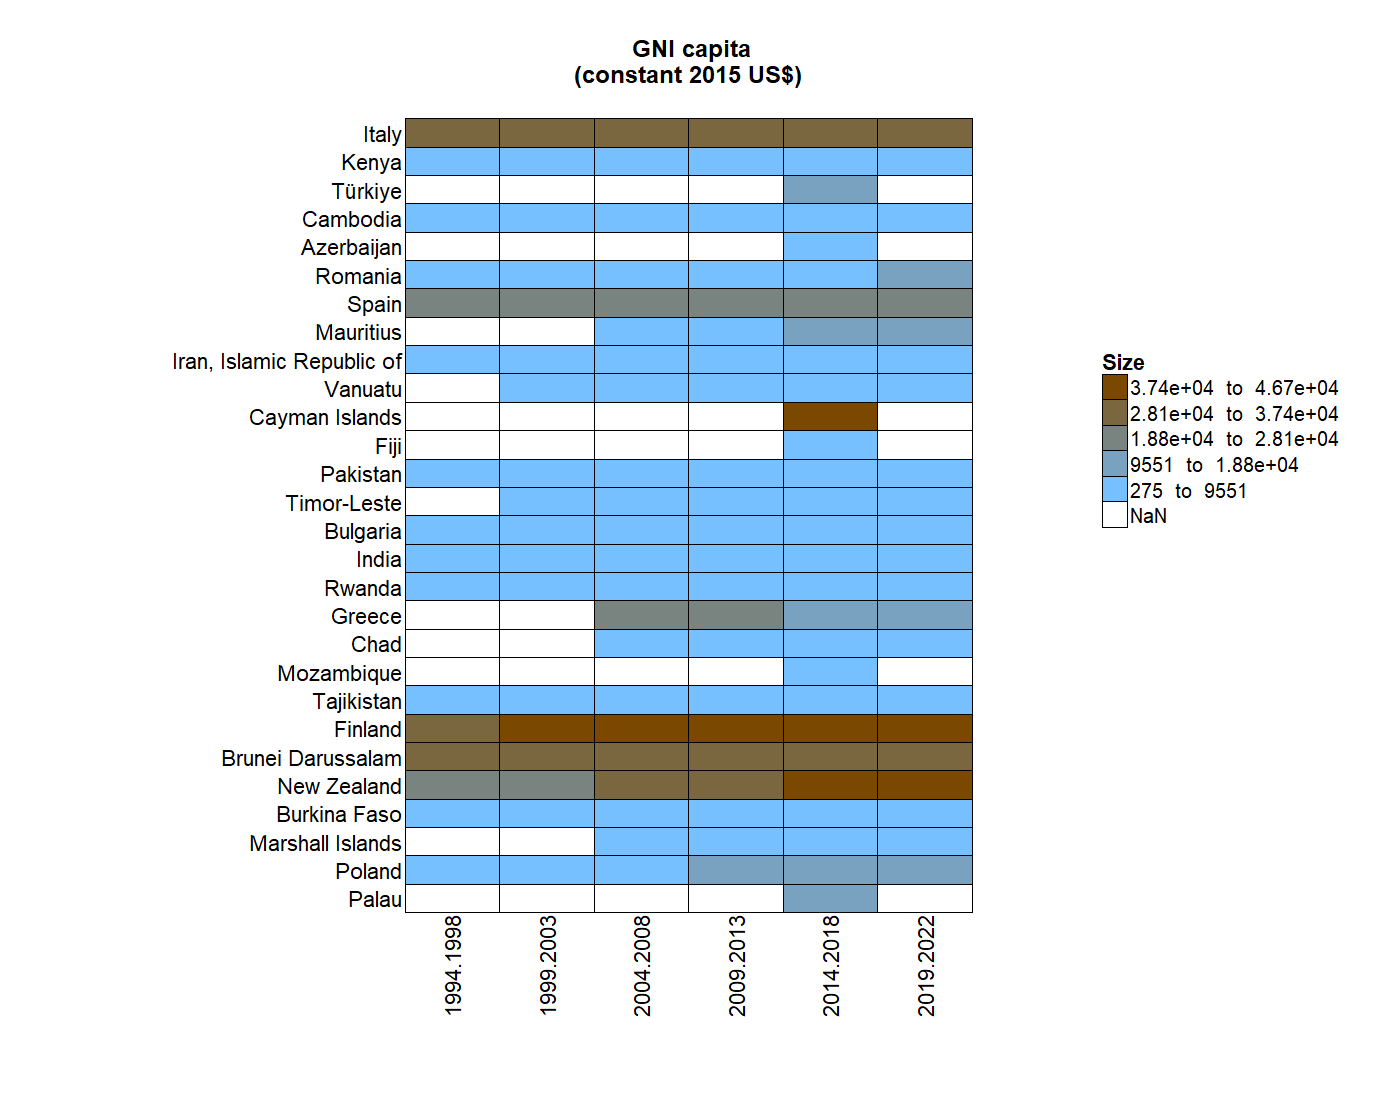 GNI capita
(constant 2015 US$)
Italy
Kenya
Türkiye
Cambodia
Azerbaijan
Romania
Spain
Mauritius
Iran, Islamic Republic of
Vanuatu
Cayman Islands
Fiji
Pakistan
Timor-Leste
Bulgaria
India
Rwanda
Greece
Chad
Mozambique
Tajikistan
Finland
Brunei Darussalam
New Zealand
Burkina Faso
Marshall Islands
Poland
Palau
1994.1998
1999.2003
2004.2008
2009.2013
2014.2018
2019.2022
Size
3.74e+04 to 4.67e+04
2.81e+04 to 3.74e+04
1.88e+04 to 2.81e+04
9551 to 1.88e+04
275 to 9551
NaN